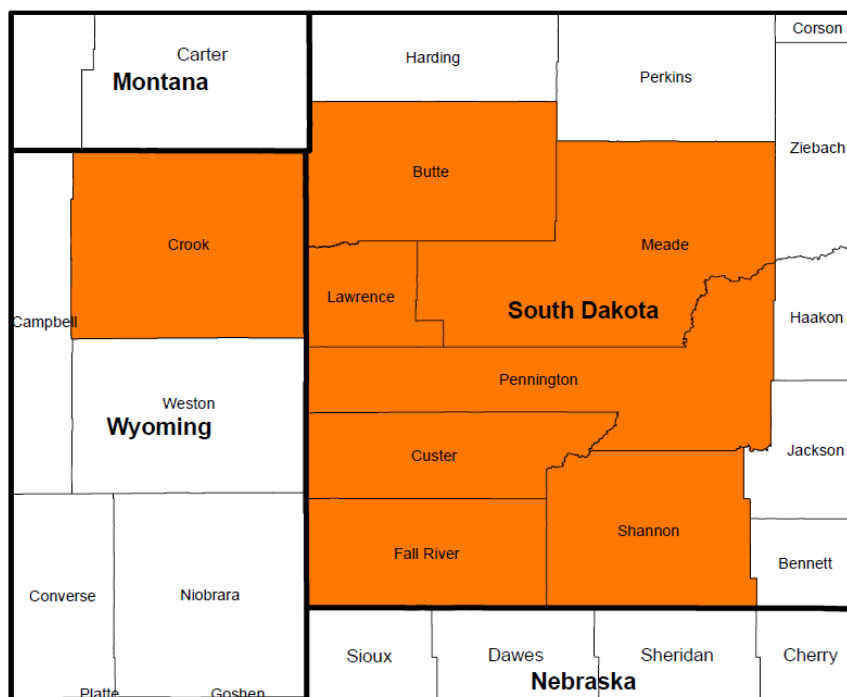 Corson
Carter
Harding
Montana
Perkins
Ziebach
Butte
Crook
Meade
Lawrence
South Dakota
Campbell
Haakon
Pennington
Weston
Wyoming
Jackson
Custer
Shannon
Fall River
Bennett
Converse
Niobrara
Sioux
Dawes
Sheridan
Cherry
Nebraska
Platte
Goshen